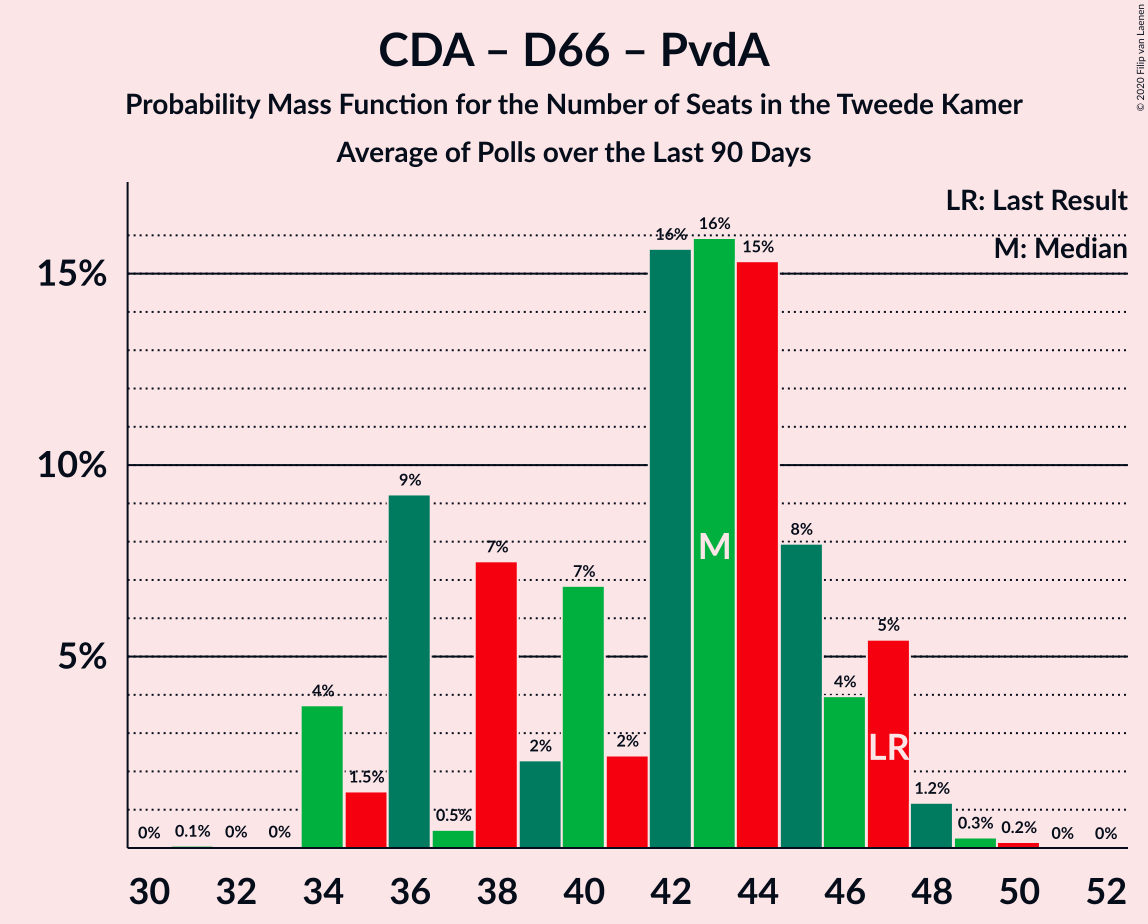 CDA – D66 – PvdA
Probability Mass Function for the Number of Seats in the Tweede Kamer
Average of Polls over the Last 90 Days
© 2020 Filip van Laenen
LR: Last Result
M: Median
15%
10%
5%
0% 0.1% 0% 0% 4% 1.5% 9% 0.5% 7% 2% 7% 2% 16% 16% 15% 8% 4% 5% 1.2% 0.3% 0.2% 0% 0%
M
LR
30 32 34 36 38 40 42 44 46 48 50 52